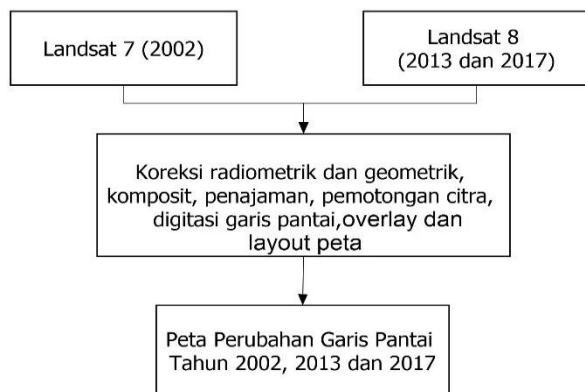 Landsat 7 (2002)
Landsat 8
(2013 dan 2017)
Koreksi radiometrik dan geometrik,
komposit, penajaman, pemotongan citra,
digitasi garis pantai,overlay dan
layout peta
Peta Perubahan Garis Pantai
Tahun 2002, 2013 dan 2017